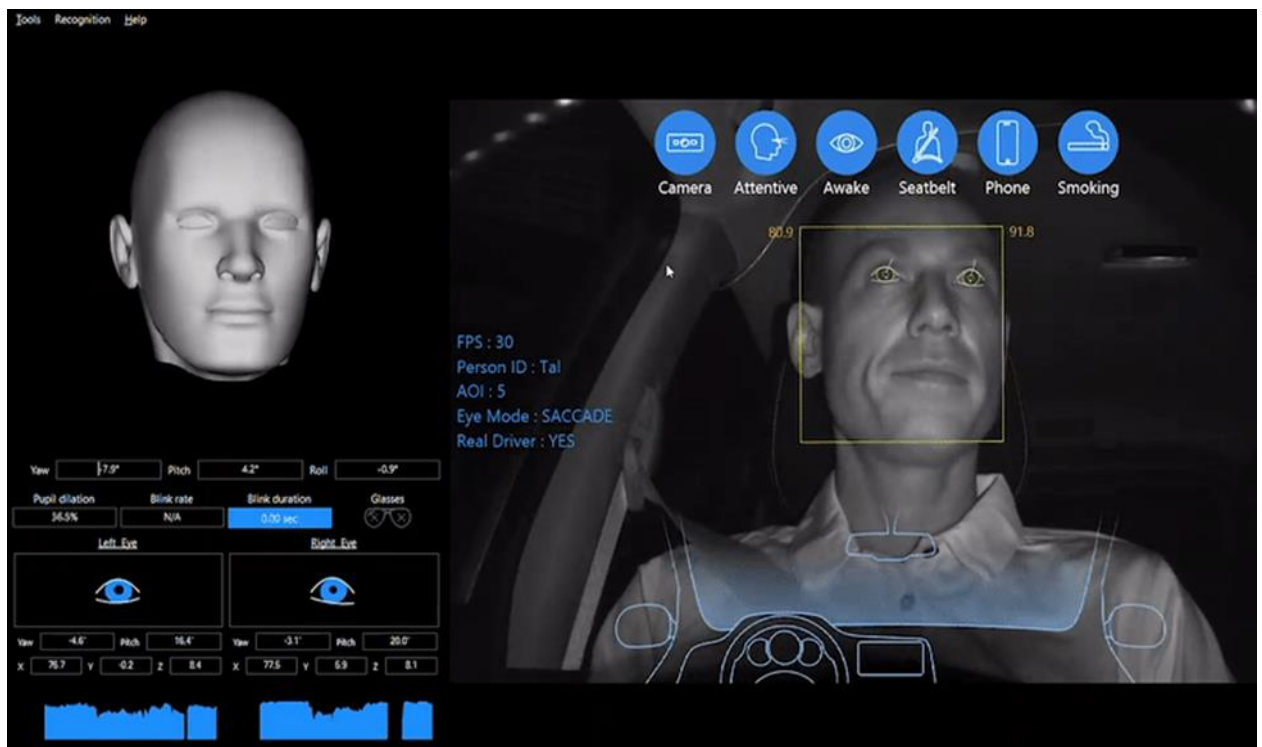 Tools Recognition Help
Camera Attentive Awake Seatbelt Phone Smoking
80.9 91.8
FPS : 30
Person ID : Tal
AOI : 5
Eye Mode : SACCADE
Real Driver : YES
Yaw -7.9° Pitch 4.2° Roll -0.9°
Pupil dilation Blink rate Blink duration Glasses
36.5% N/A 0.00 sec
Left Eye Right Eye
Yaw -4.6° Pitch 16.4° Yaw -3.1° Pitch 20.0°
X 76.7 Y -0.2 Z 8.4 X 77.5 Y 5.9 Z 8.1